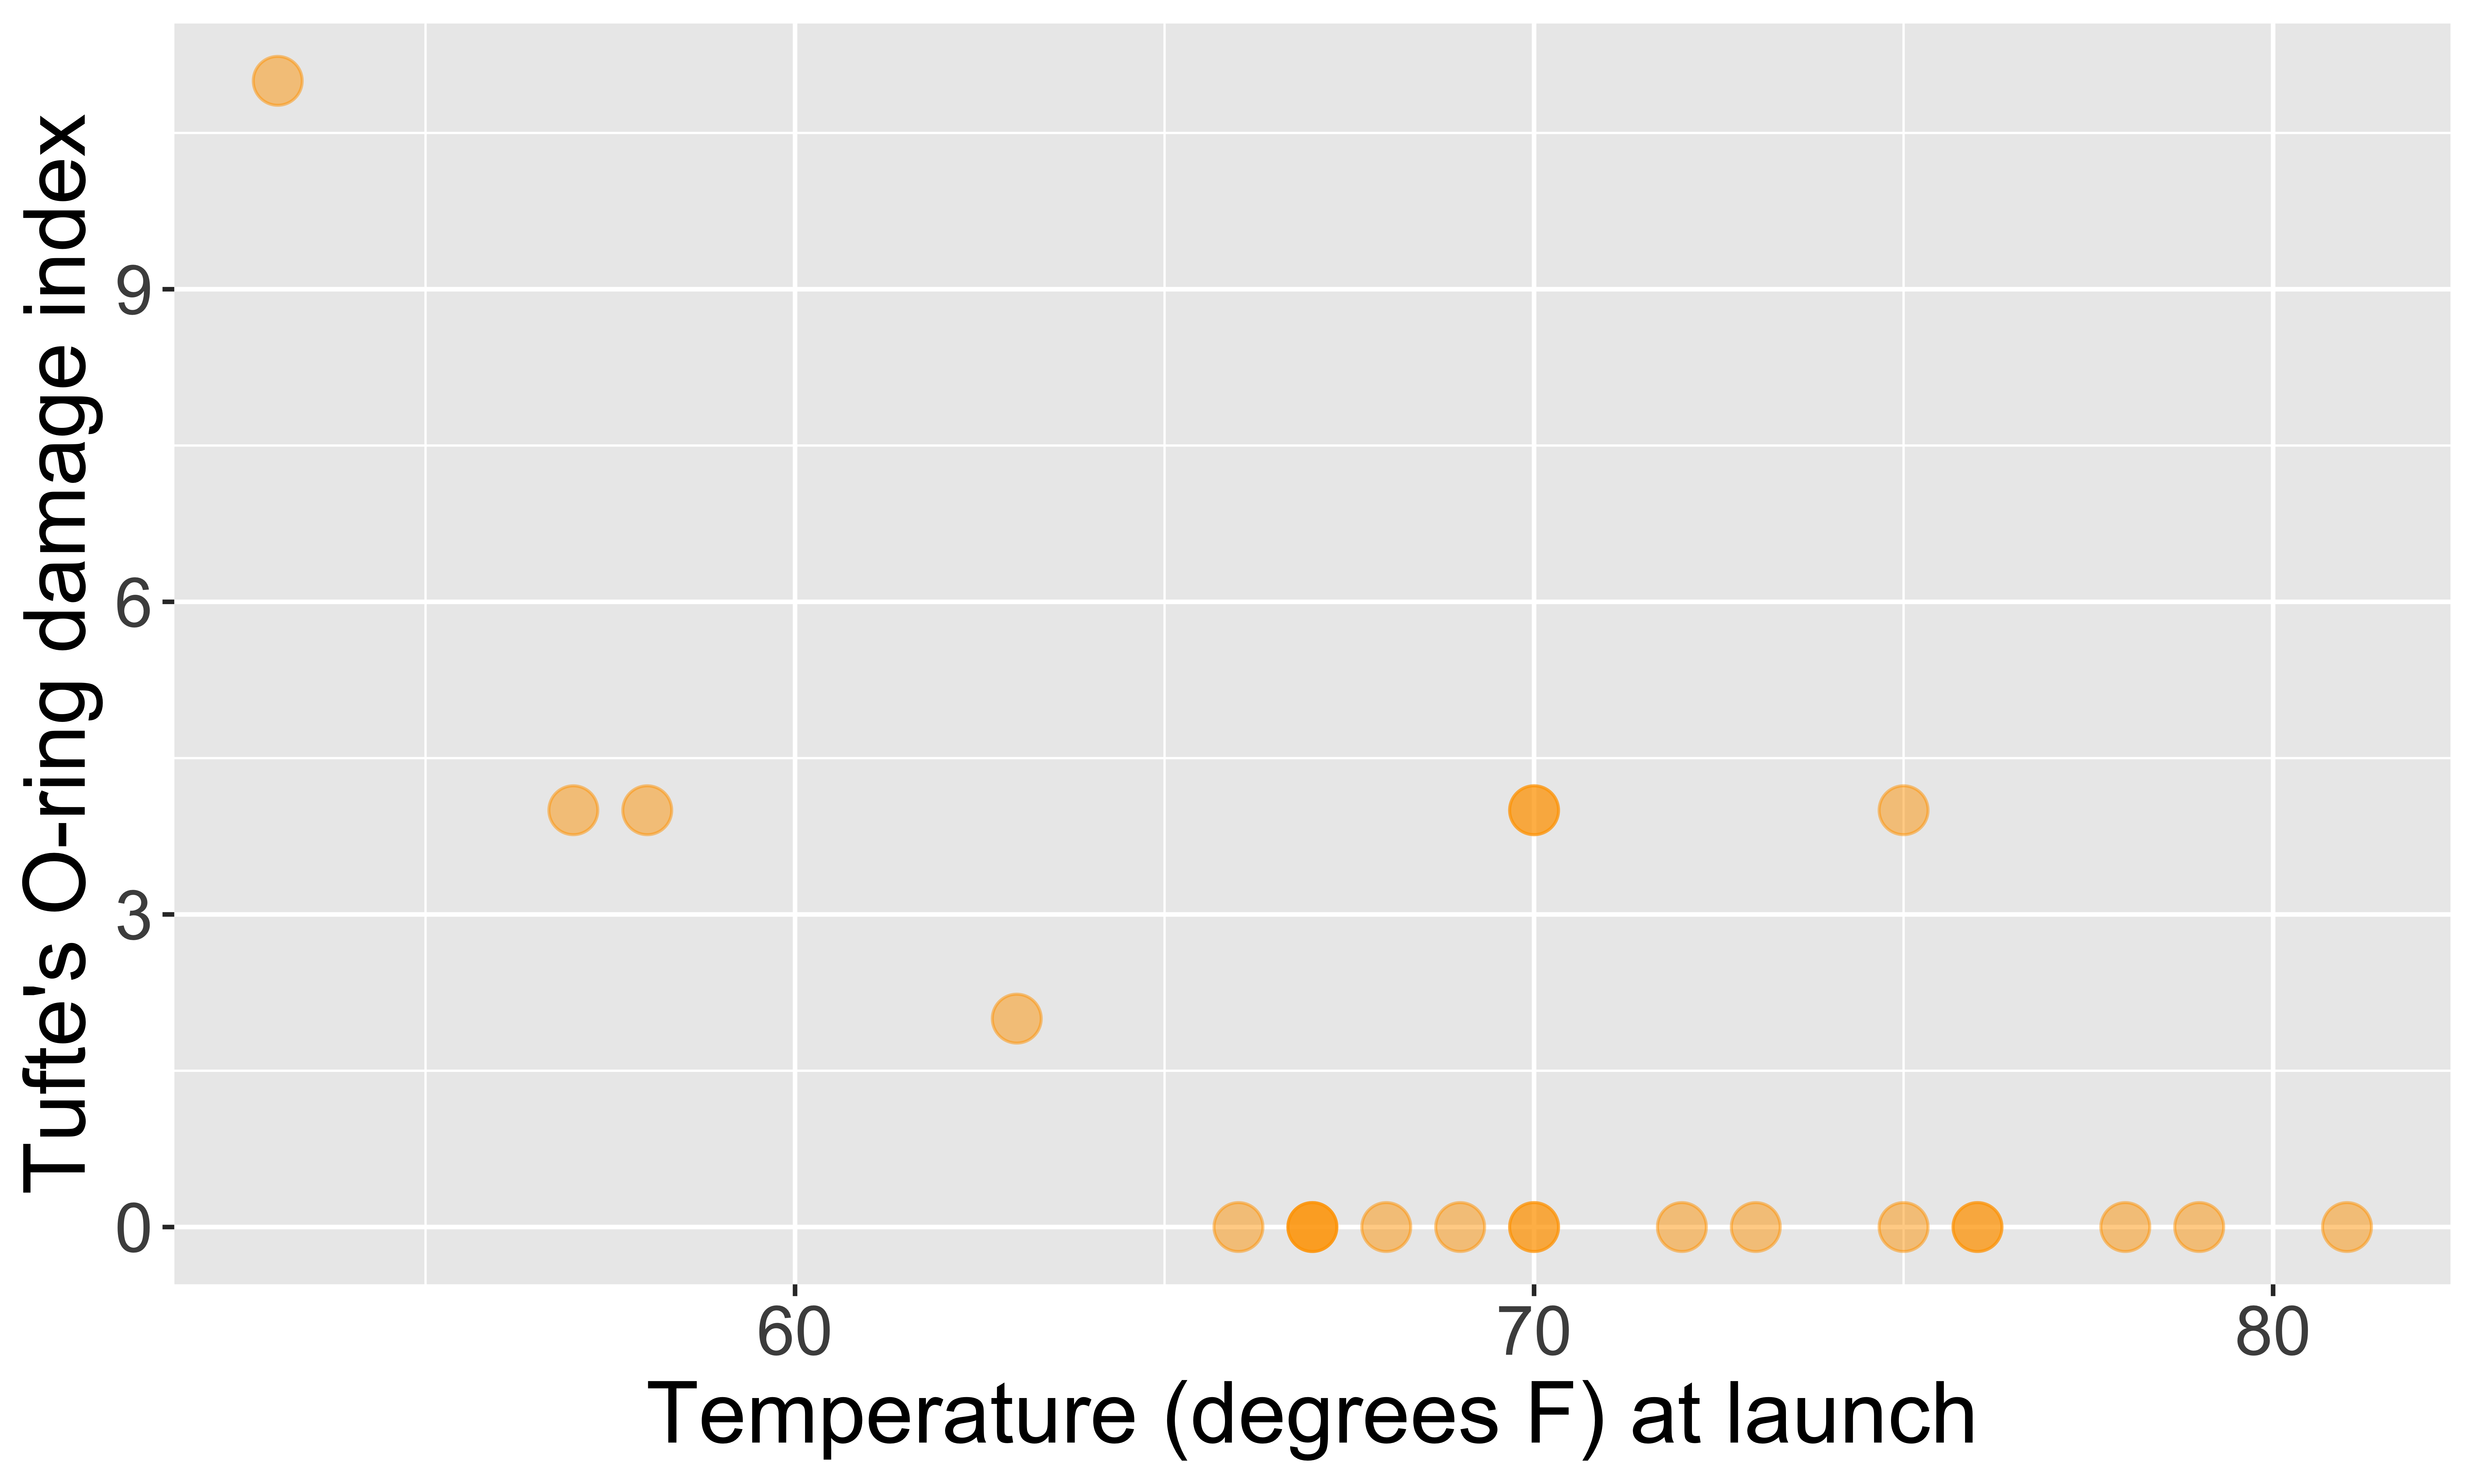 Tufte's O-ring damage index
9
6
3
0
60 70 80
Temperature (degrees F) at launch